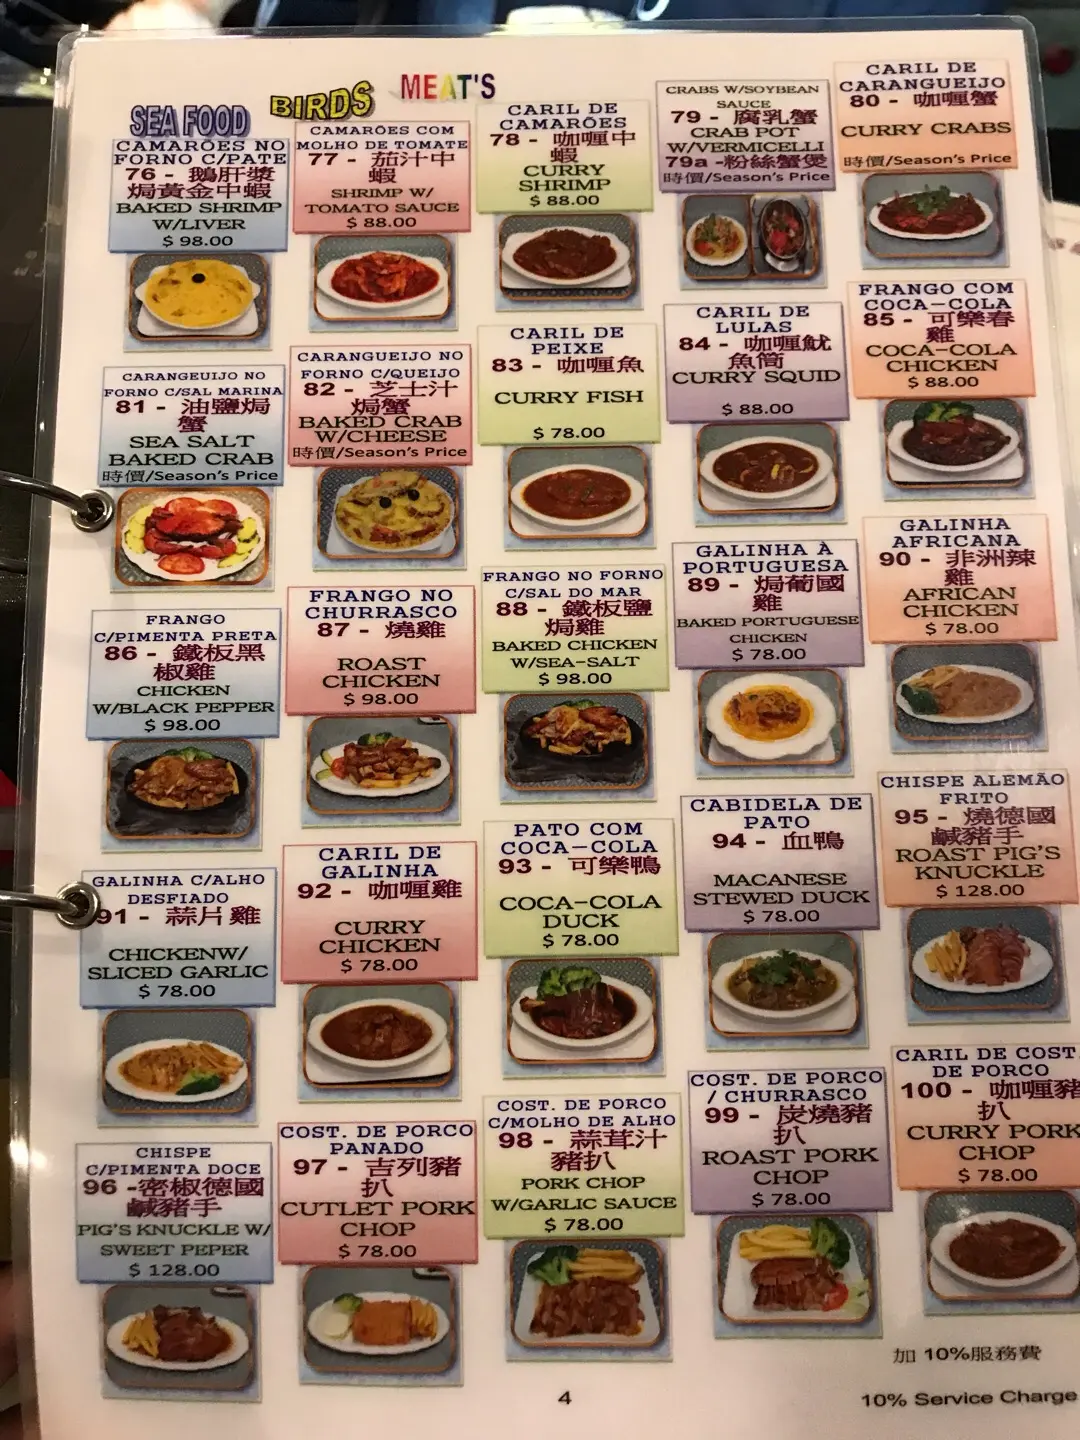 SEA FOOD
BIRDS
MEAT'S
CAMARÕES NO
FORNO C/PATE
76 - 鵝肝漿
焗黃金中蝦
BAKED SHRIMP
W/LIVER
$ 98.00
CAMARÕES COM
MOLHO DE TOMATE
77 - 茄汁中
蝦
SHRIMP W/
TOMATO SAUCE
$ 88.00
CARIL DE
CAMARÕES
78 - 咖喱中
蝦
CURRY
SHRIMP
$ 88.00
CRABS W/SOYBEAN
SAUCE
79 - 腐乳蟹
CRAB POT
W/VERMICELLI
79a -粉絲蟹煲
時價/Season's Price
CARIL DE
CARANGUEIJO
80 - 咖喱蟹
CURRY CRABS
時價/Season's Price
CARANGEUIJO NO
FORNO C/SAL MARINA
81 - 油鹽焗
蟹
SEA SALT
BAKED CRAB
時價/Season's Price
CARANGUEIJO NO
FORNO C/QUEIJO
82 - 芝士汁
焗蟹
BAKED CRAB
W/CHEESE
時價/Season's Price
CARIL DE
PEIXE
83 - 咖喱魚
CURRY FISH
$ 78.00
CARIL DE
LULAS
84 - 咖喱魷
魚筒
CURRY SQUID
$ 88.00
FRANGO COM
COCA-COLA
85 - 可樂春
雞
COCA-COLA
CHICKEN
$ 88.00
FRANGO
C/PIMENTA PRETA
86 - 鐵板黑
椒雞
CHICKEN
W/BLACK PEPPER
$ 98.00
FRANGO NO
CHURRASCO
87 - 燒雞
ROAST
CHICKEN
$ 98.00
FRANGO NO FORNO
C/SAL DO MAR
88 - 鐵板鹽
焗雞
BAKED CHICKEN
W/SEA-SALT
$ 98.00
GALINHA À
PORTUGUESA
89 - 焗葡國
雞
BAKED PORTUGUESE
CHICKEN
$ 78.00
GALINHA
AFRICANA
90 - 非洲辣
雞
AFRICAN
CHICKEN
$ 78.00
GALINHA C/ALHO
DESFIADO
91 - 蒜片雞
CHICKENW/
SLICED GARLIC
$ 78.00
CARIL DE
GALINHA
92 - 咖喱雞
CURRY
CHICKEN
$ 78.00
PATO COM
COCA-COLA
93 - 可樂鴨
COCA-COLA
DUCK
$ 78.00
CABIDELA DE
PATO
94 - 血鴨
MACANESE
STEWED DUCK
$ 78.00
CHISPE ALEMÃO
FRITO
95 - 燒德國
鹹豬手
ROAST PIG'S
KNUCKLE
$ 128.00
CHISPE
C/PIMENTA DOCE
96 -密椒德國
鹹豬手
PIG'S KNUCKLE W/
SWEET PEPER
$ 128.00
COST. DE PORCO
PANADO
97 - 吉列豬
扒
CUTLET PORK
CHOP
$ 78.00
COST. DE PORCO
C/MOLHO DE ALHO
98 - 蒜茸汁
豬扒
PORK CHOP
W/GARLIC SAUCE
$ 78.00
COST. DE PORCO
/ CHURRASCO
99 - 炭燒豬
扒
ROAST PORK
CHOP
$ 78.00
CARIL DE COST.
DE PORCO
100 - 咖喱豬
扒
CURRY PORK
CHOP
$ 78.00
加 10%服務費
4
10% Service Charge